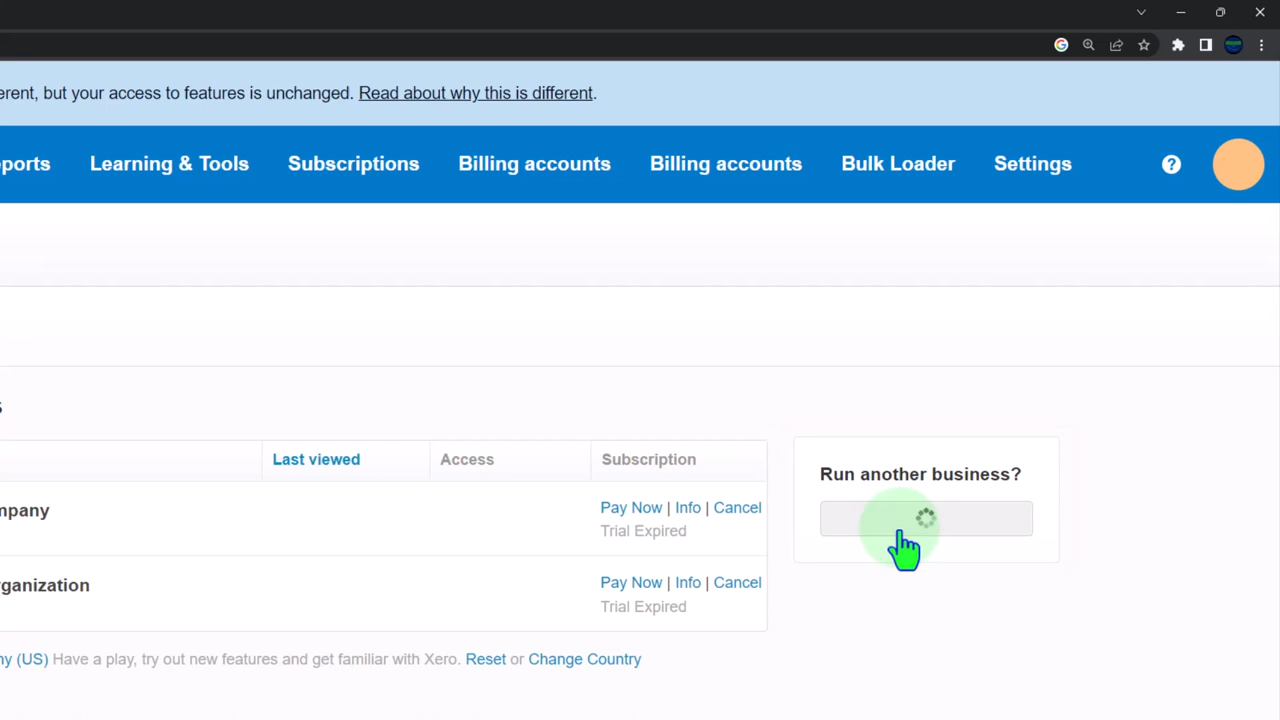 erent, but your access to features is unchanged. Read about why this is different.
ports Learning & Tools Subscriptions Billing accounts Billing accounts Bulk Loader Settings ?
s
Last viewed Access Subscription
Run another business?
mpany
Pay Now | Info | Cancel
Trial Expired
ganization
Pay Now | Info | Cancel
Trial Expired
ny (US) Have a play, try out new features and get familiar with Xero. Reset or Change Country